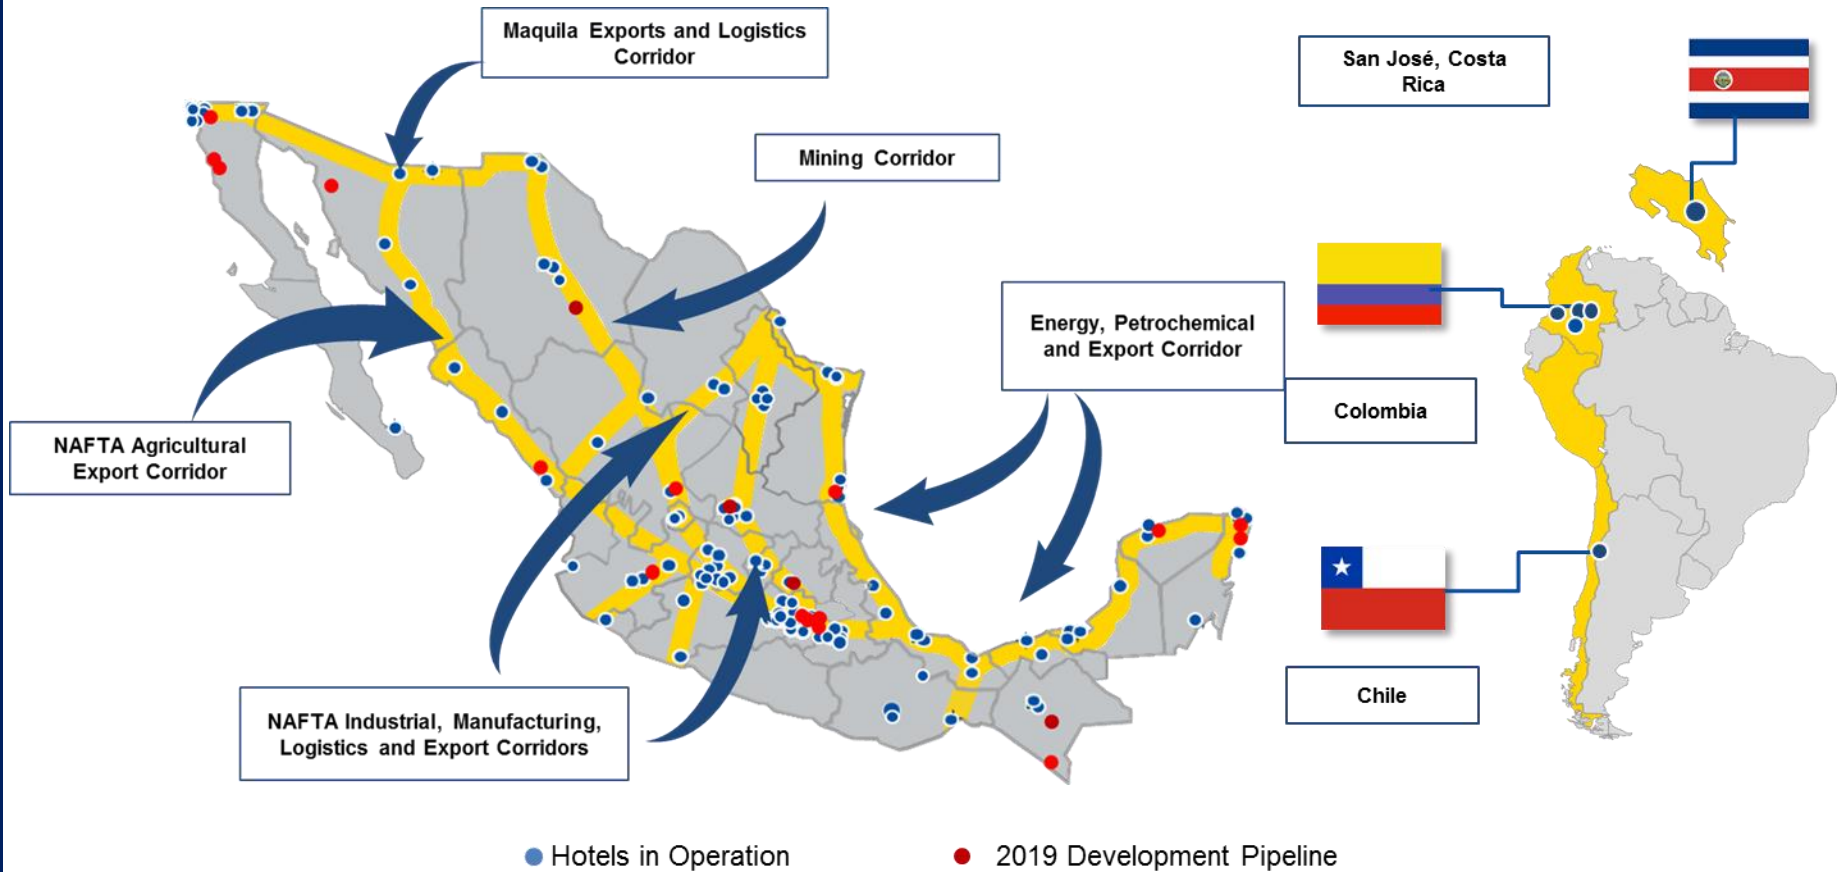 Maquila Exports and Logistics
Corridor
San José, Costa
Rica
Mining Corridor
Energy, Petrochemical
and Export Corridor
Colombia
NAFTA Agricultural
Export Corridor
NAFTA Industrial, Manufacturing,
Logistics and Export Corridors
Chile
Hotels in Operation
2019 Development Pipeline